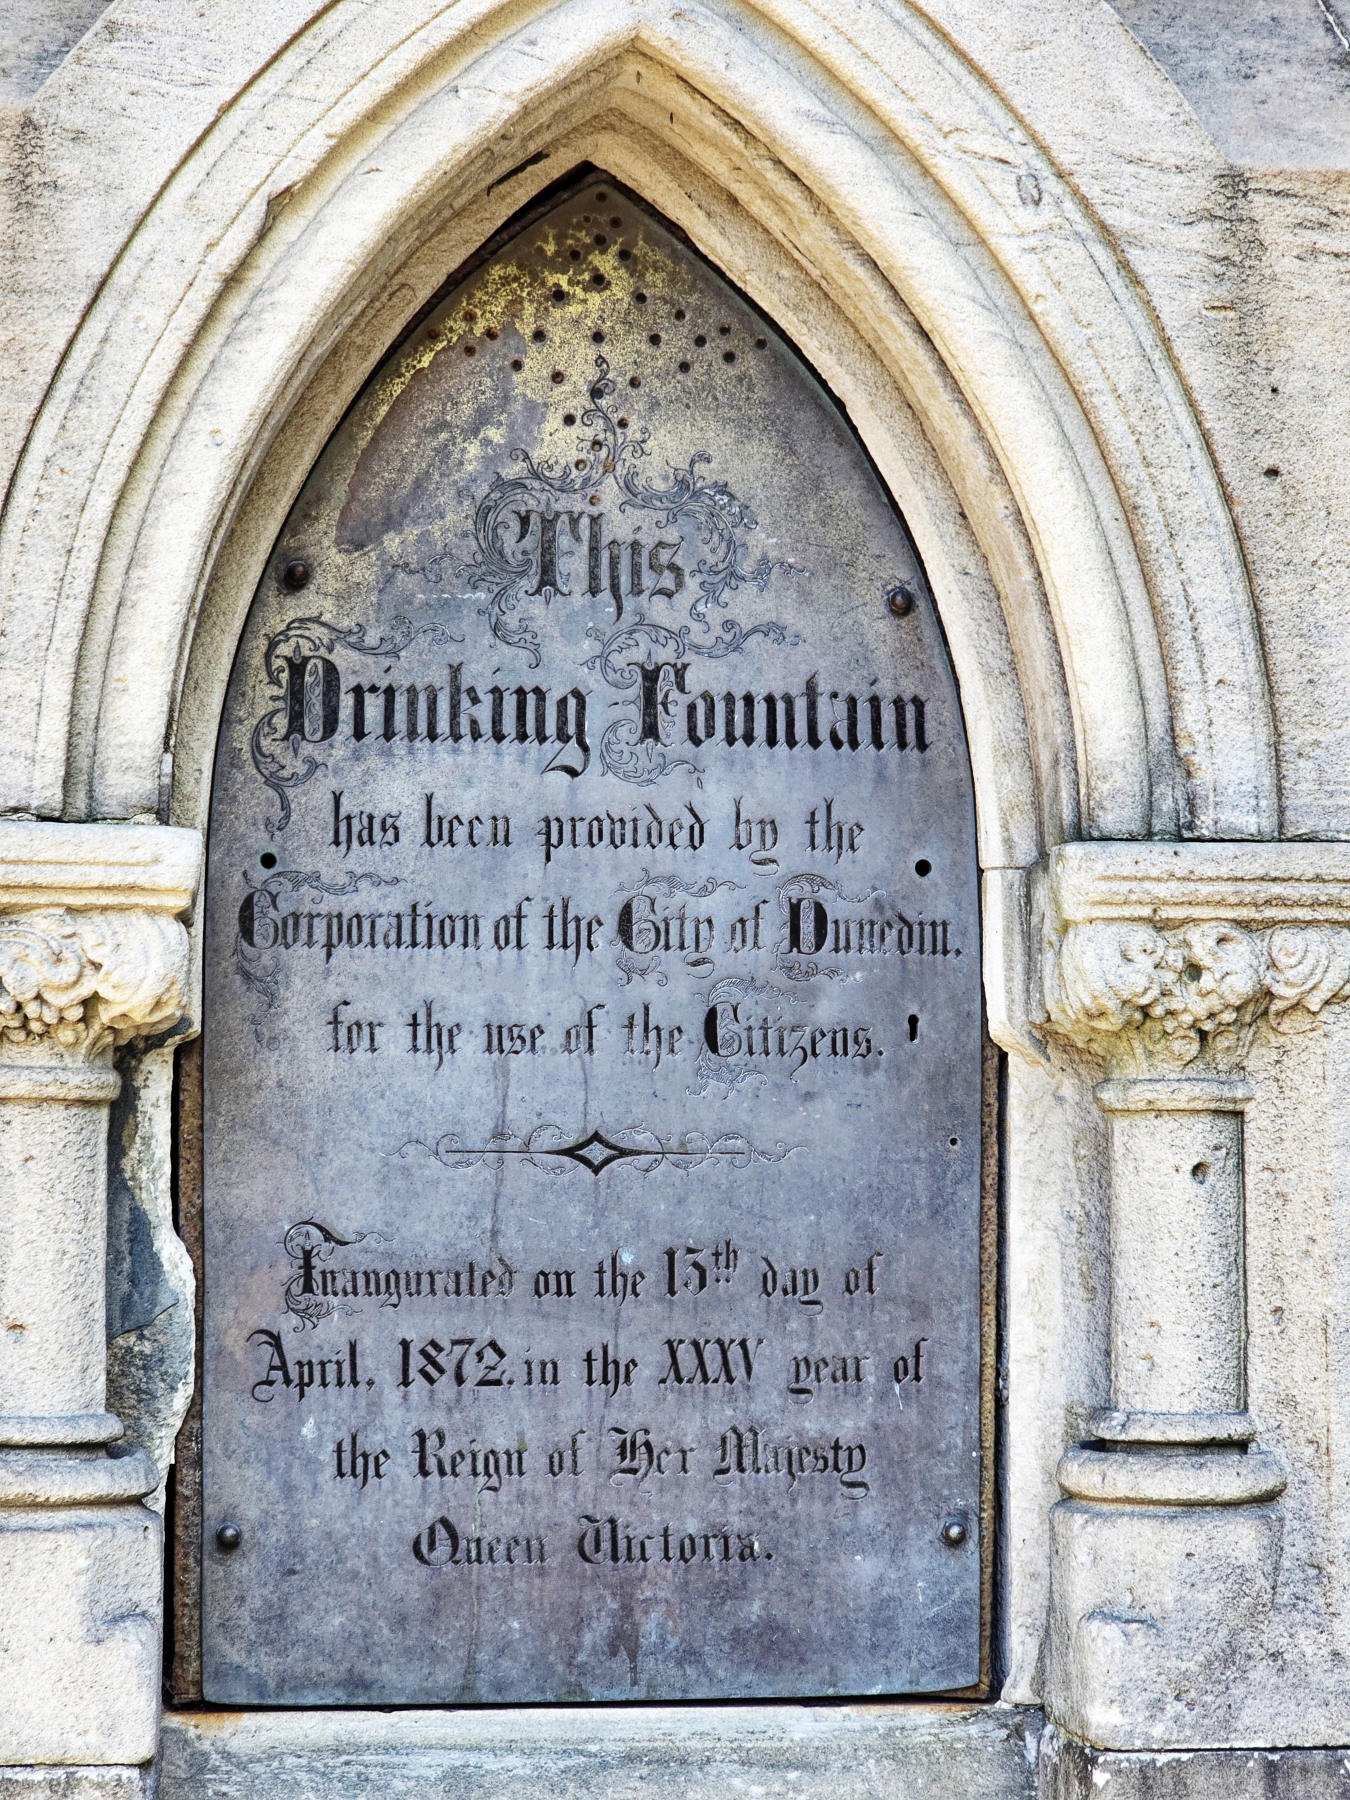 This
Drinking Fountain
has been provided by the
Corporation of the City of Dunedin.
for the use of the Citizens.
Inaugurated on the 13th day of
April, 1872, in the XXXV year of
the Reign of Her Majesty
Queen Victoria.